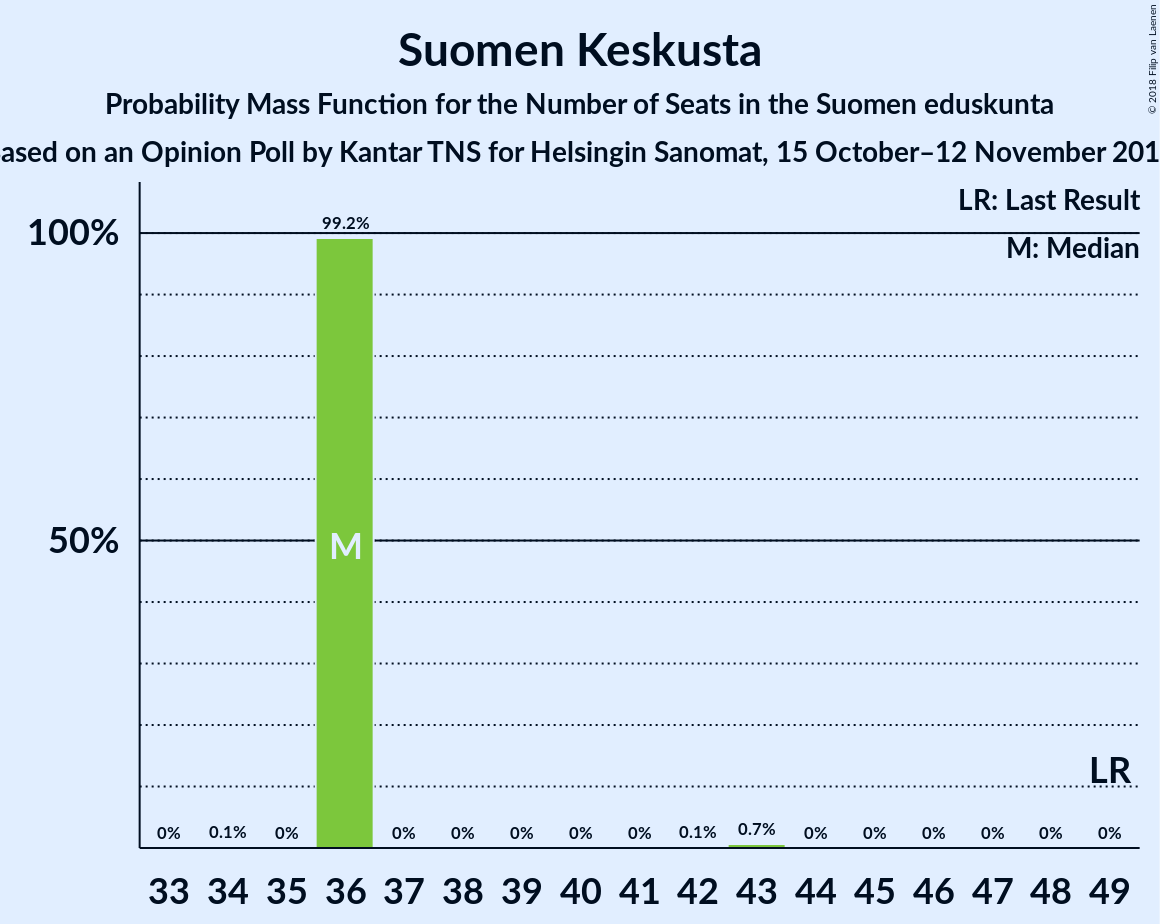 Suomen Keskusta
Probability Mass Function for the Number of Seats in the Suomen eduskunta
ased on an Opinion Poll by Kantar TNS for Helsingin Sanomat, 15 October–12 November 201
© 2018 Filip van Laenen
LR: Last Result
M: Median
100%
50%
99.2%
M
LR
0% 0.1% 0% 0% 0% 0% 0% 0% 0.1% 0.7% 0% 0% 0% 0% 0% 0%
33 34 35 36 37 38 39 40 41 42 43 44 45 46 47 48 49